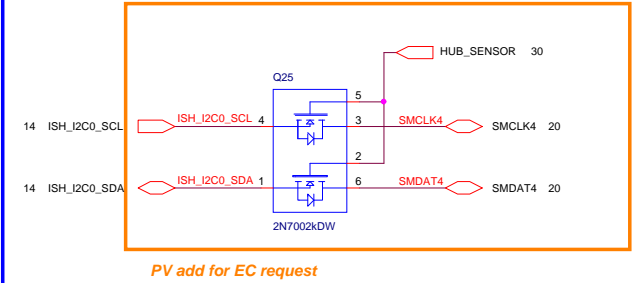 HUB_SENSOR 30
Q25
5
14 ISH_I2C0_SCL ISH_I2C0_SCL 4 3 SMCLK4 SMCLK4 20
2
14 ISH_I2C0_SDA ISH_I2C0_SDA 1 6 SMDAT4 SMDAT4 20
2N7002kDW
PV add for EC request